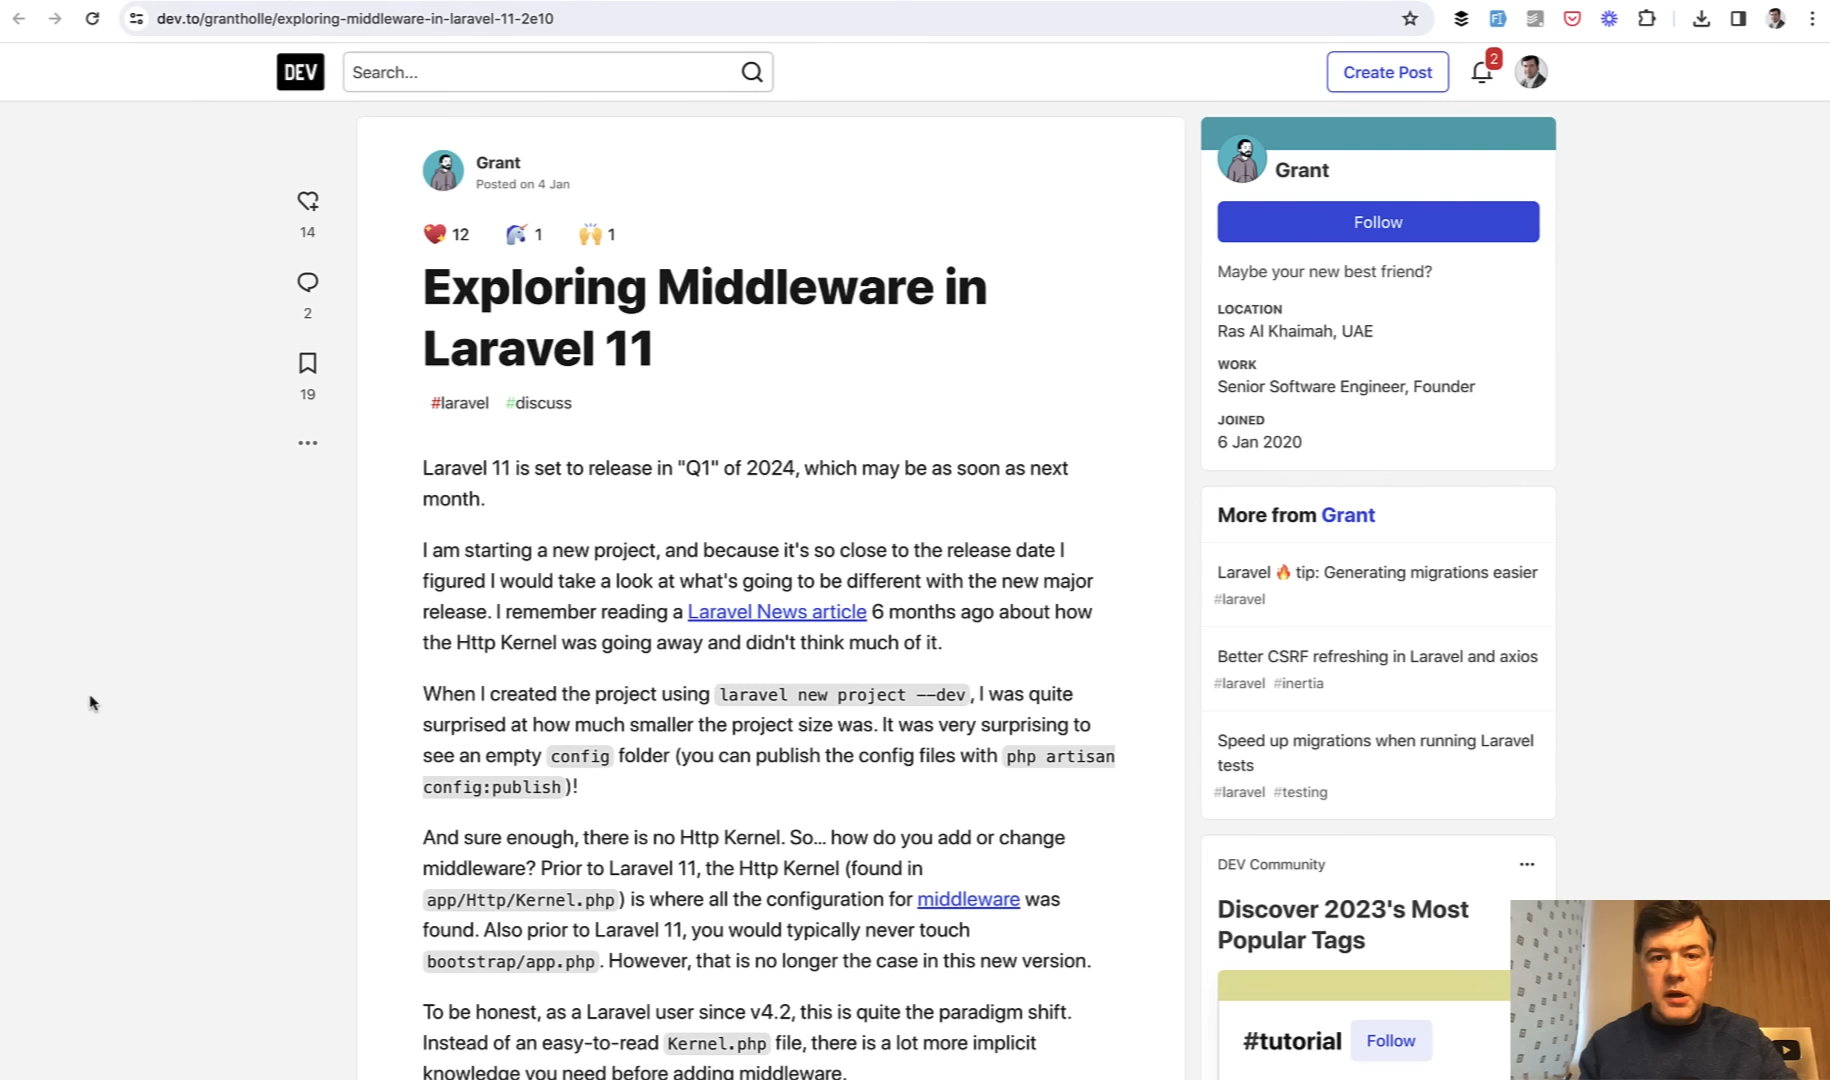 dev.to/grantholle/exploring-middleware-in-laravel-11-2e10
DEV
Search...
Create Post
2
Grant
Posted on 4 Jan
12
1
1
14
2
19
Exploring Middleware in
Laravel 11
#laravel #discuss
Laravel 11 is set to release in "Q1" of 2024, which may be as soon as next
month.
I am starting a new project, and because it's so close to the release date I
figured I would take a look at what's going to be different with the new major
release. I remember reading a Laravel News article 6 months ago about how
the Http Kernel was going away and didn't think much of it.
When I created the project using laravel new project --dev, I was quite
surprised at how much smaller the project size was. It was very surprising to
see an empty config folder (you can publish the config files with php artisan
config:publish)!
And sure enough, there is no Http Kernel. So... how do you add or change
middleware? Prior to Laravel 11, the Http Kernel (found in
app/Http/Kernel.php) is where all the configuration for middleware was
found. Also prior to Laravel 11, you would typically never touch
bootstrap/app.php. However, that is no longer the case in this new version.
To be honest, as a Laravel user since v4.2, this is quite the paradigm shift.
Instead of an easy-to-read Kernel.php file, there is a lot more implicit
knowledge you need before adding middleware.
Grant
Follow
Maybe your new best friend?
LOCATION
Ras Al Khaimah, UAE
WORK
Senior Software Engineer, Founder
JOINED
6 Jan 2020
More from Grant
Laravel 🔥 tip: Generating migrations easier
#laravel
Better CSRF refreshing in Laravel and axios
#laravel #inertia
Speed up migrations when running Laravel
tests
#laravel #testing
DEV Community
Discover 2023's Most
Popular Tags
#tutorial
Follow